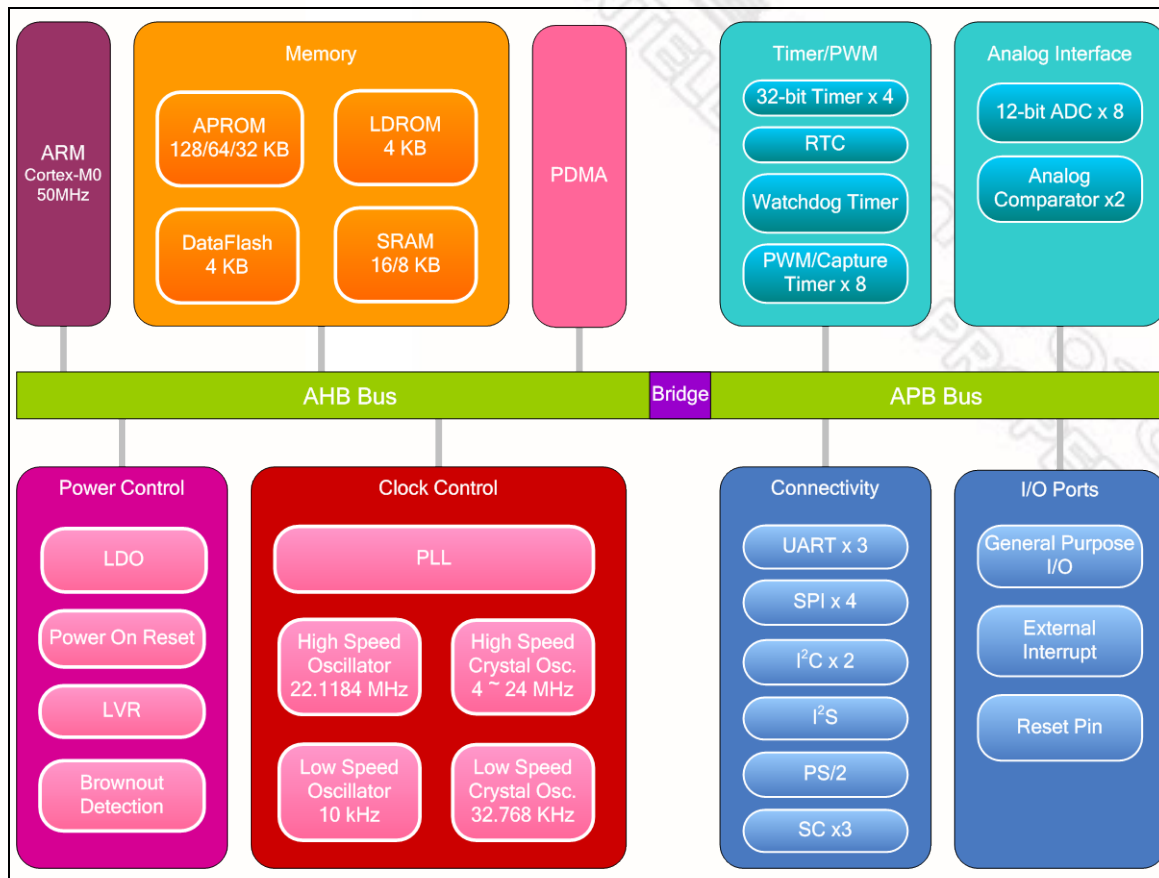 ARM
Cortex-M0
50MHz
Memory
APROM
128/64/32 KB
LDROM
4 KB
DataFlash
4 KB
SRAM
16/8 KB
PDMA
Timer/PWM
32-bit Timer x 4
RTC
Watchdog Timer
PWM/Capture
Timer x 8
Analog Interface
12-bit ADC x 8
Analog
Comparator x2
AHB Bus
Bridge
APB Bus
Power Control
LDO
Power On Reset
LVR
Brownout
Detection
Clock Control
PLL
High Speed
Oscillator
22.1184 MHz
High Speed
Crystal Osc.
4 ~ 24 MHz
Low Speed
Oscillator
10 kHz
Low Speed
Crystal Osc.
32.768 KHz
Connectivity
UART x 3
SPI x 4
I²C x 2
I²S
PS/2
SC x3
I/O Ports
General Purpose
I/O
External
Interrupt
Reset Pin